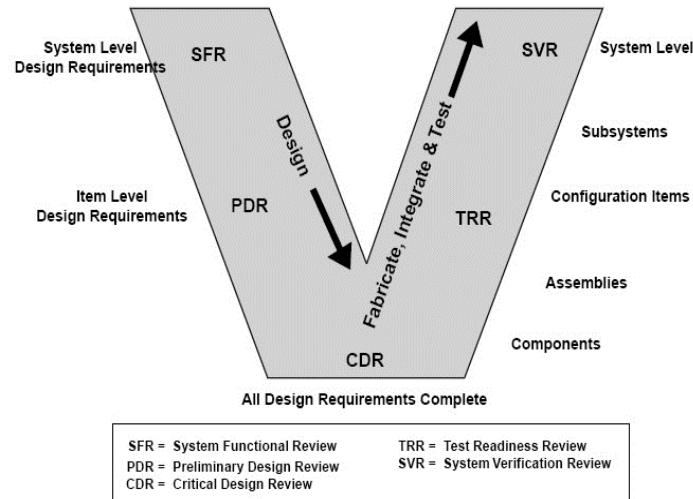 System Level
Design Requirements
SFR
SVR
System Level
Design
Fabricate, Integrate & Test
Subsystems
Item Level
Design Requirements
PDR
TRR
Configuration Items
Assemblies
Components
CDR
All Design Requirements Complete
SFR = System Functional Review
PDR = Preliminary Design Review
CDR = Critical Design Review
TRR = Test Readiness Review
SVR = System Verification Review